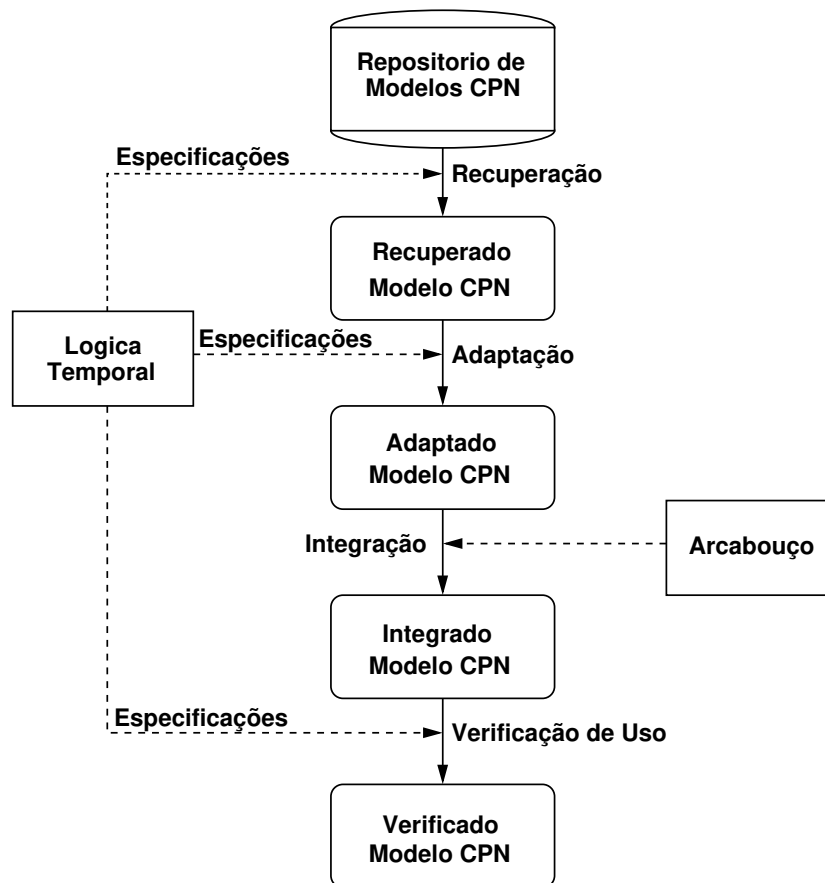 Repositorio de
Modelos CPN
Especificações
Recuperação
Recuperado
Modelo CPN
Logica
Temporal
Especificações
Adaptação
Adaptado
Modelo CPN
Integração
Arcabouço
Integrado
Modelo CPN
Especificações
Verificação de Uso
Verificado
Modelo CPN